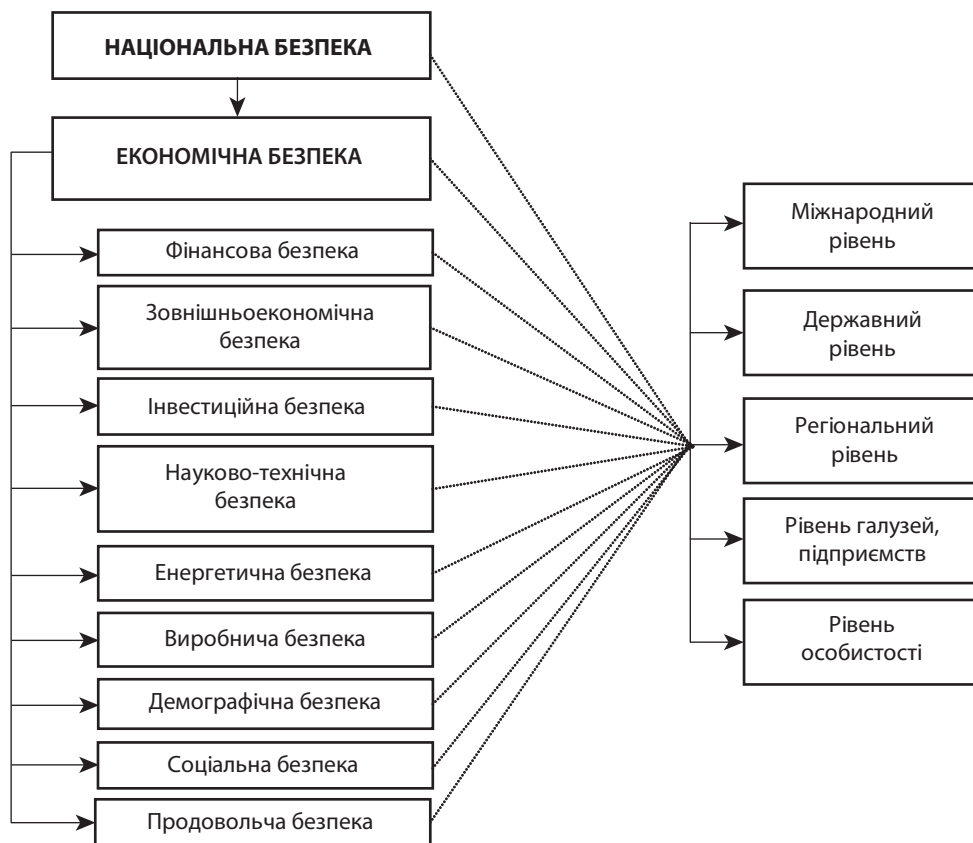 НАЦІОНАЛЬНА БЕЗПЕКА
ЕКОНОМІЧНА БЕЗПЕКА
Фінансова безпека
Зовнішньоекономічна
безпека
Інвестиційна безпека
Науково-технічна
безпека
Енергетична безпека
Виробнича безпека
Демографічна безпека
Соціальна безпека
Продовольча безпека
Міжнародний
рівень
Державний
рівень
Регіональний
рівень
Рівень галузей,
підприємств
Рівень
особистості